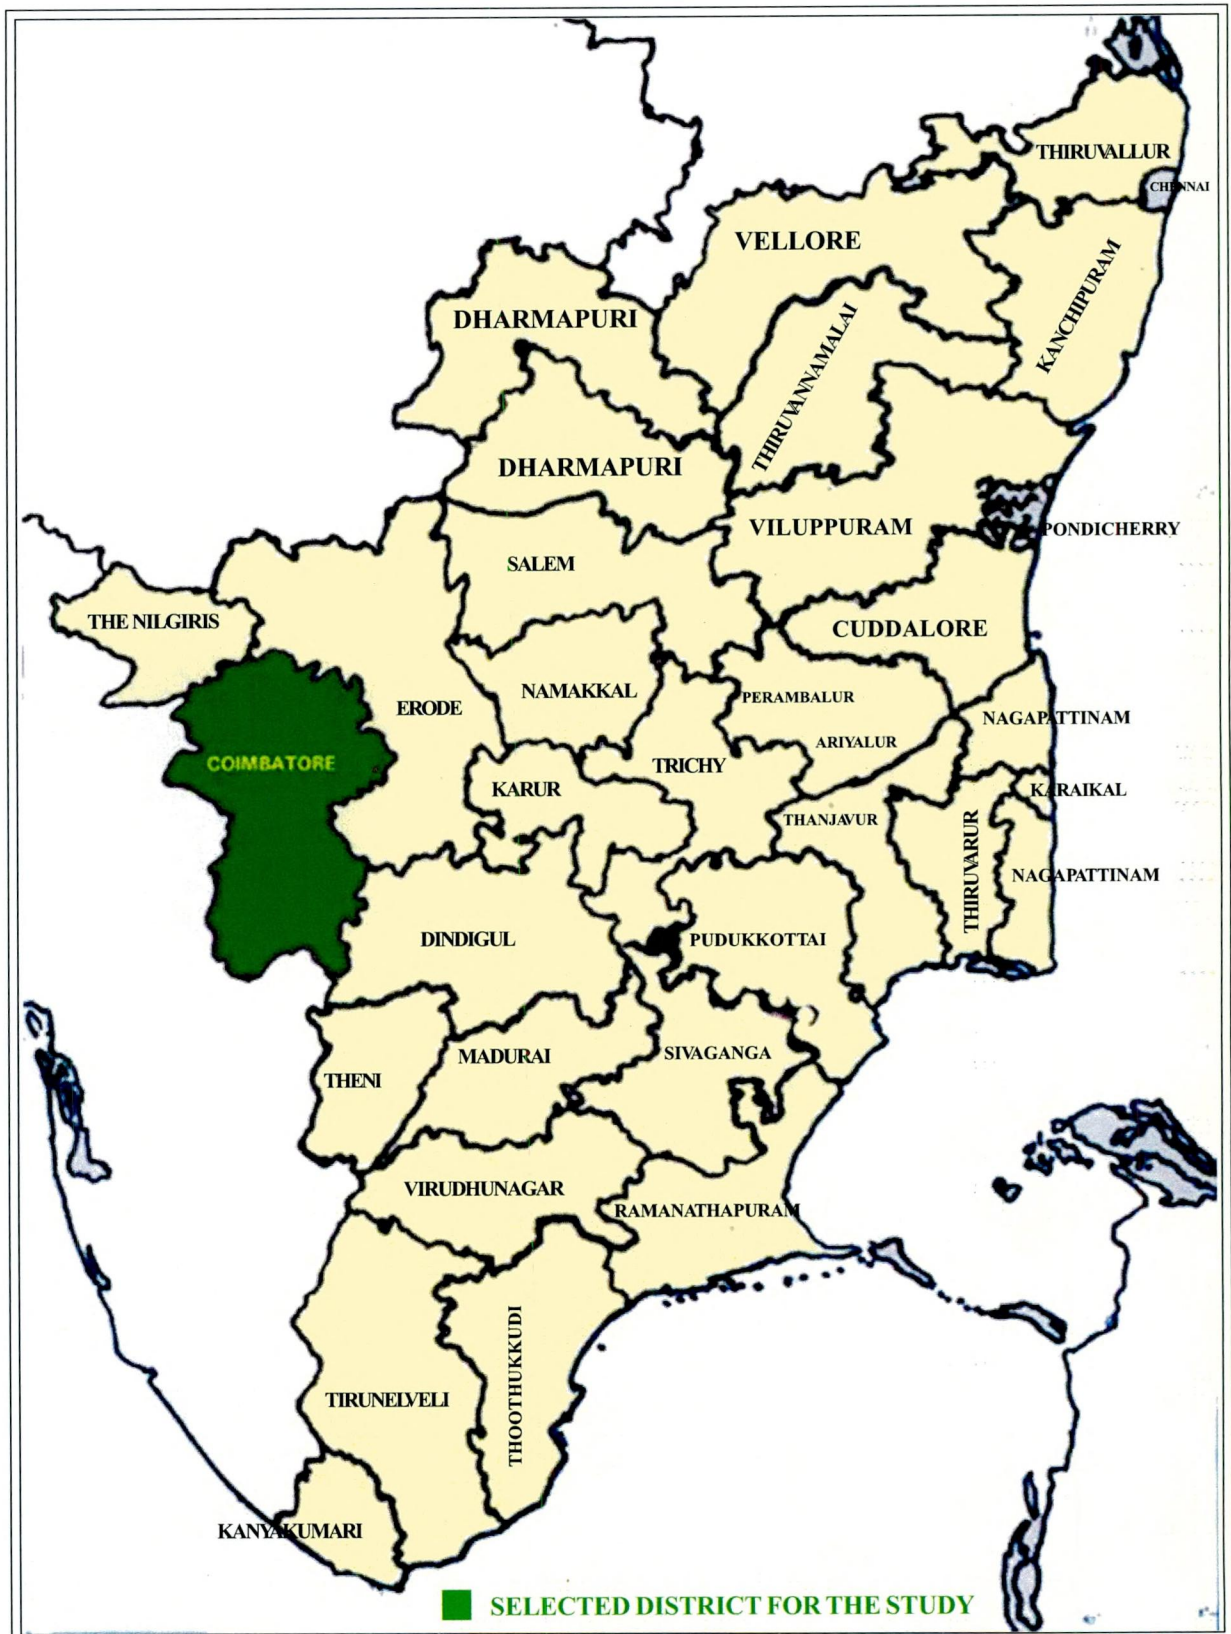 THIRUVALLUR
CHENNAI
VELLORE
KANCHIPURAM
DHARMAPURI
THIRUVANNAMALAI
DHARMAPURI
VILUPPURAM
PONDICHERRY
SALEM
THE NILGIRIS
CUDDALORE
NAMAKKAL
PERAMBALUR
ERODE
NAGAPATTINAM
ARIYALUR
COIMBATORE
TRICHY
KARUR
KARAIKAL
THANJAVUR
THIRUVARUR
NAGAPATTINAM
DINDIGUL
PUDUKKOTTAI
MADURAI
SIVAGANGA
THENI
VIRUDHUNAGAR
RAMANATHAPURAM
THOOTHUKKUDI
TIRUNELVELI
KANYAKUMARI
SELECTED DISTRICT FOR THE STUDY